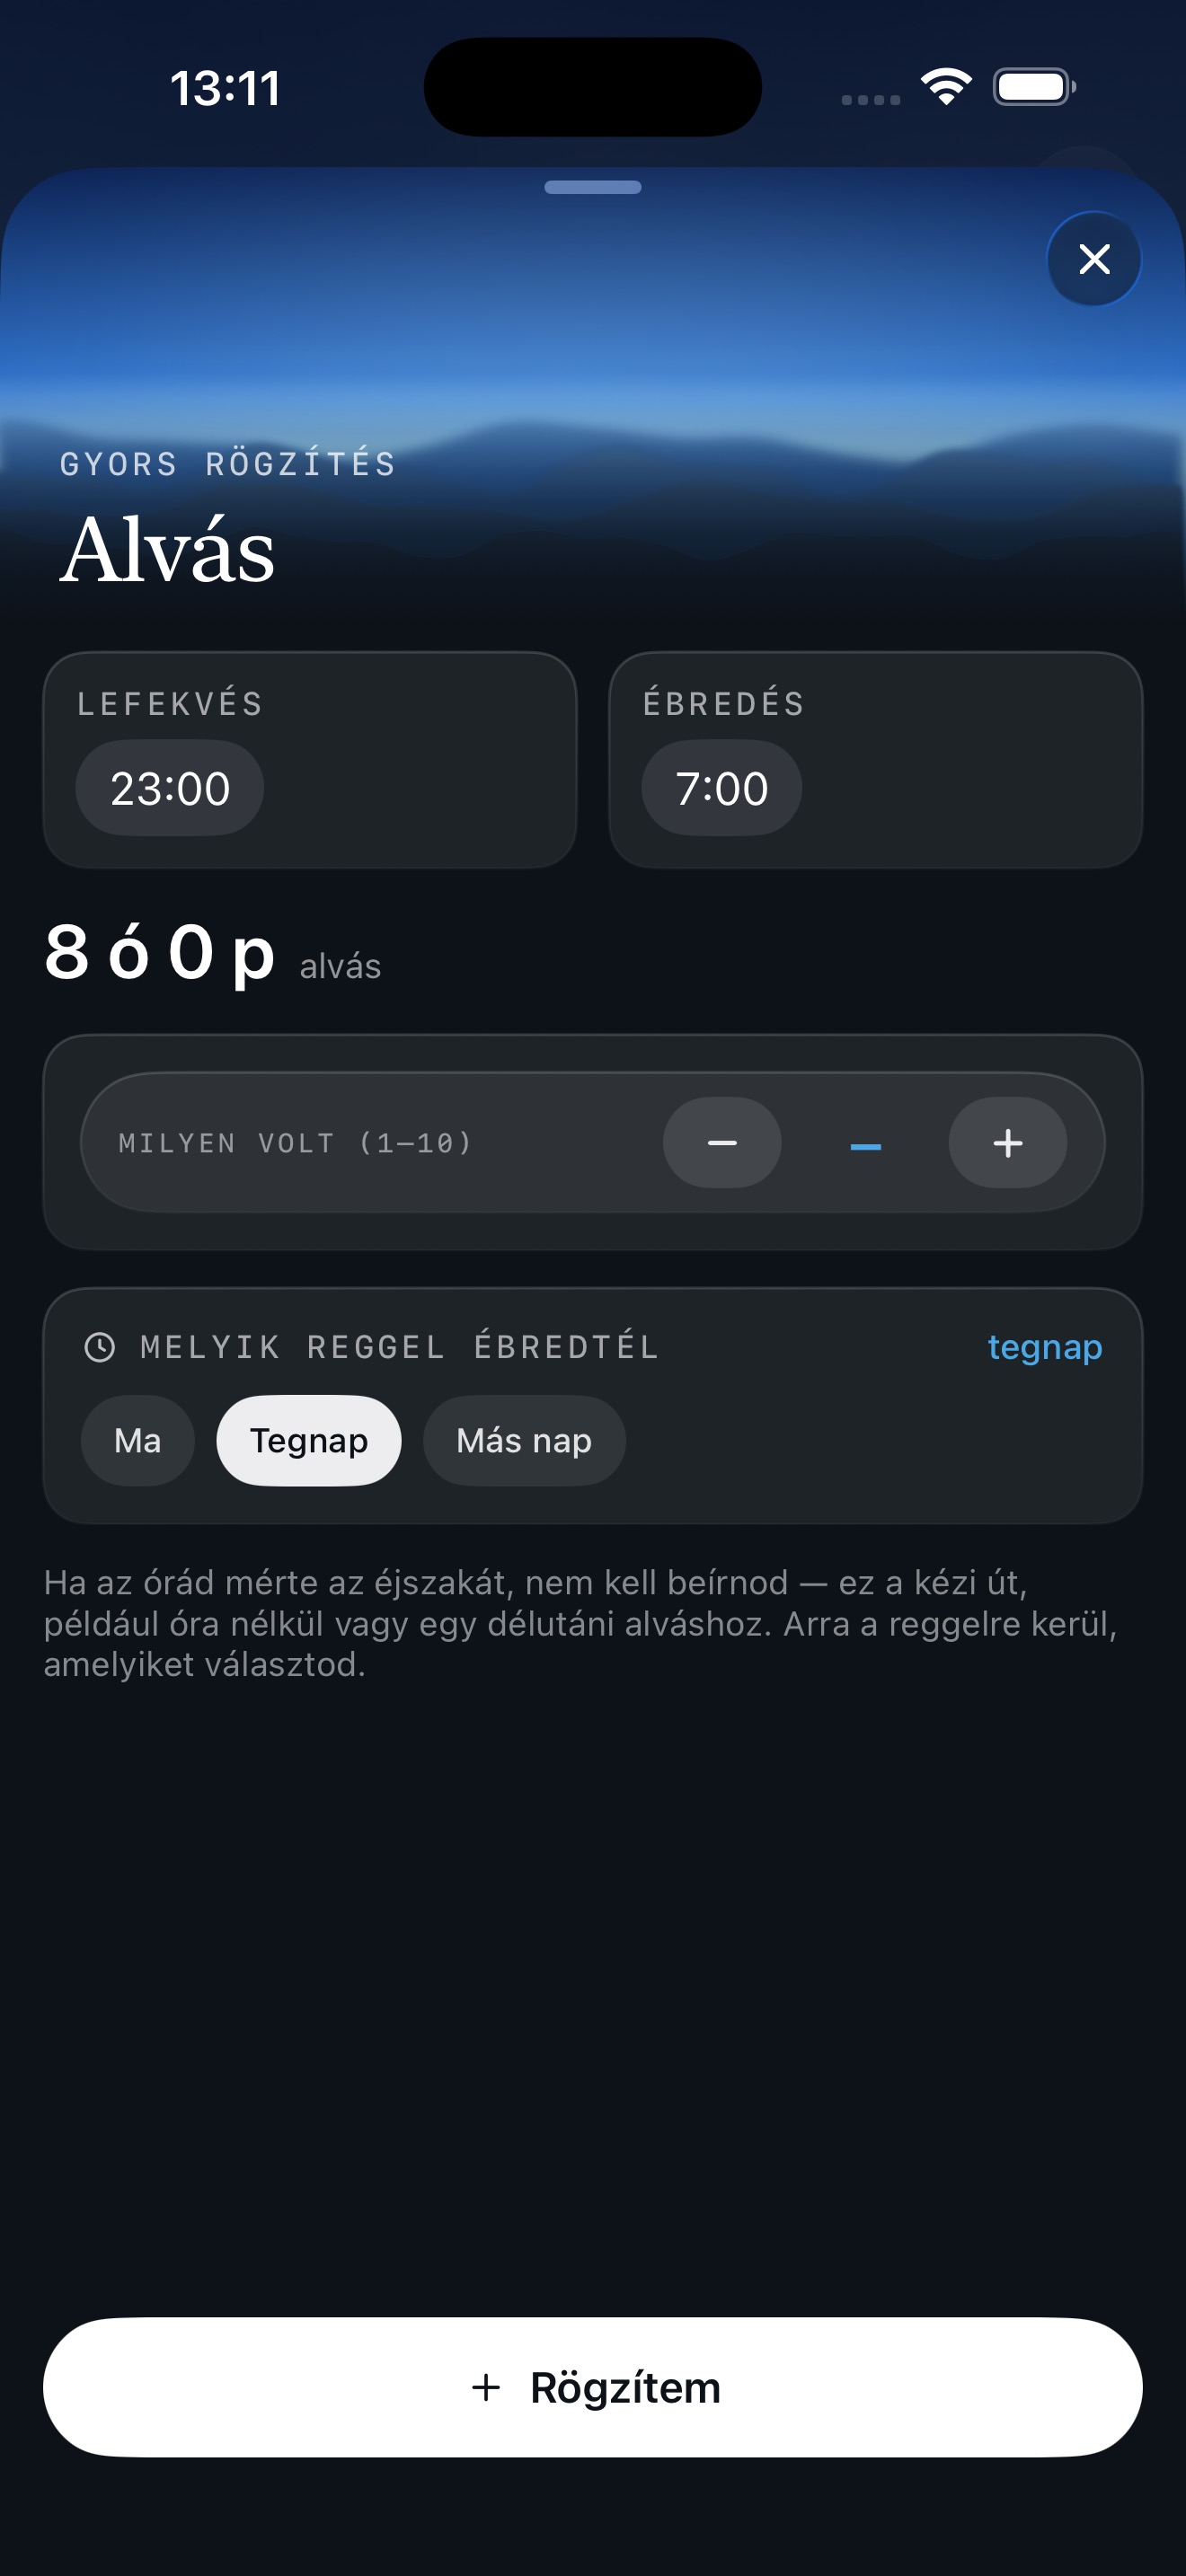 13:11
GYORS RÖGZÍTÉS
Alvás
LEFEKVÉS
ÉBREDÉS
23:00
7:00
8 ó 0 p alvás
MILYEN VOLT (1–10)
– – +
MELYIK REGGEL ÉBREDTÉL
tegnap
Ma
Tegnap
Más nap
Ha az órád mérte az éjszakát, nem kell beírnod — ez a kézi út,
például óra nélkül vagy egy délutáni alváshoz. Arra a reggelre kerül,
amelyiket választod.
+ Rögzítem